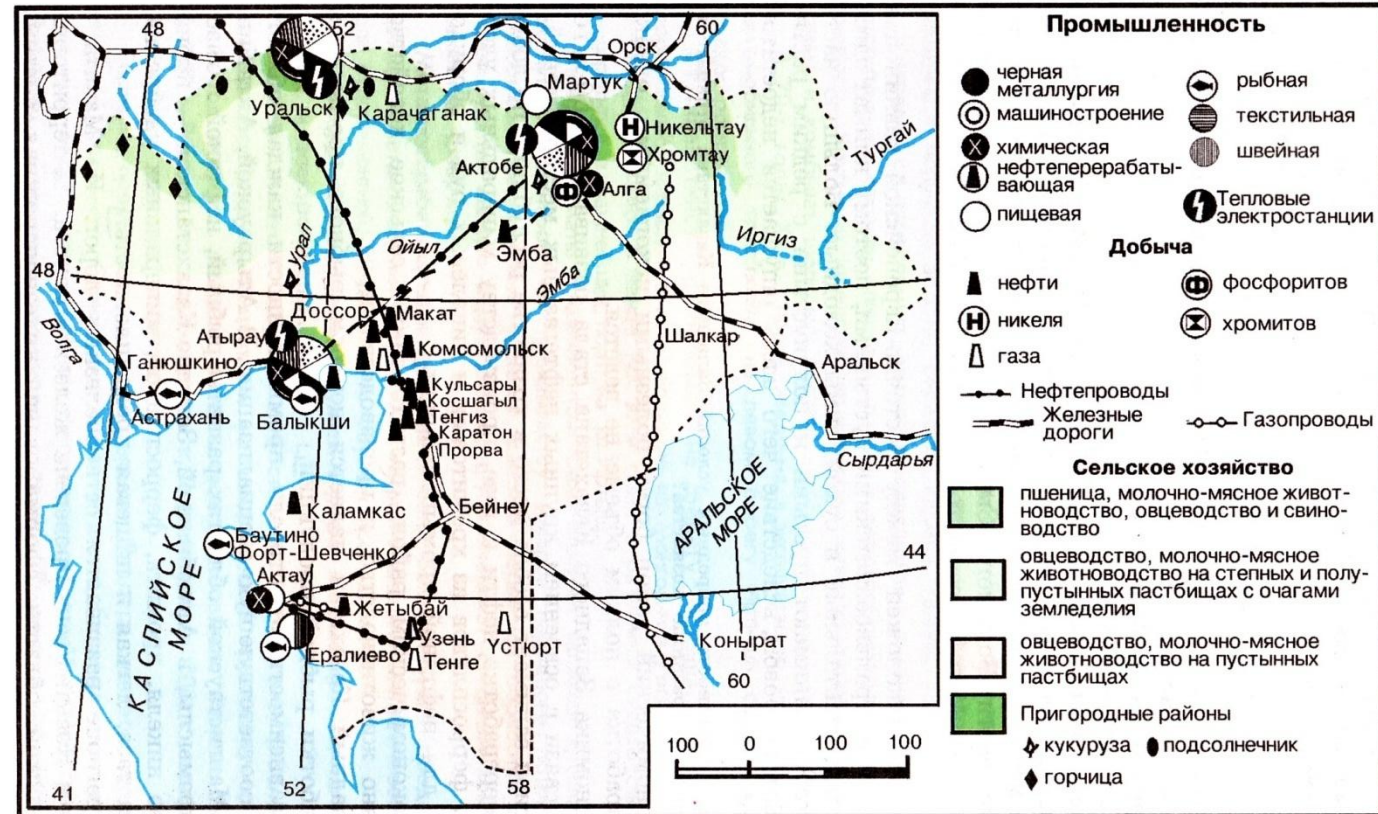 48
52
60
Орск
Мартук
Уральск
Карачаганак
Никельтау
Хромтау
Актобе
Алга
Тургай
Иргиз
Урал
Ойыл
Эмба
Эмба
48
Волга
Доссор
Макат
Атырау
Комсомольск
Шалкар
Аральск
Ганюшкино
Астрахань
Балыкши
Кульсары
Косшагыл
Тенгиз
Каратон
Прорва
Сырдарья
Каламкас
Бейнеу
АРАЛЬСКОЕ
МОРЕ
Баутино
Форт-Шевченко
44
КАСПИЙСКОЕ
МОРЕ
Актау
Жетыбай
Узень
Үстюрт
Конырат
Ералиево
Тенге
60
41
52
58
100 0 100 100
Промышленность
черная
металлургия
машиностроение
химическая
нефтеперерабаты-
вающая
пищевая
рыбная
текстильная
швейная
Тепловые
электростанции
Добыча
нефти
Н никеля
газа
Ф фосфоритов
хромитов
Нефтепроводы
Железные
дороги
Газопроводы
Сельское хозяйство
пшеница, молочно-мясное живот-
новодство, овцеводство и свино-
водство
овцеводство, молочно-мясное
животноводство на степных и полу-
пустынных пастбищах с очагами
земледелия
овцеводство, молочно-мясное
животноводство на пустынных
пастбищах
Пригородные районы
кукуруза
подсолнечник
горчица